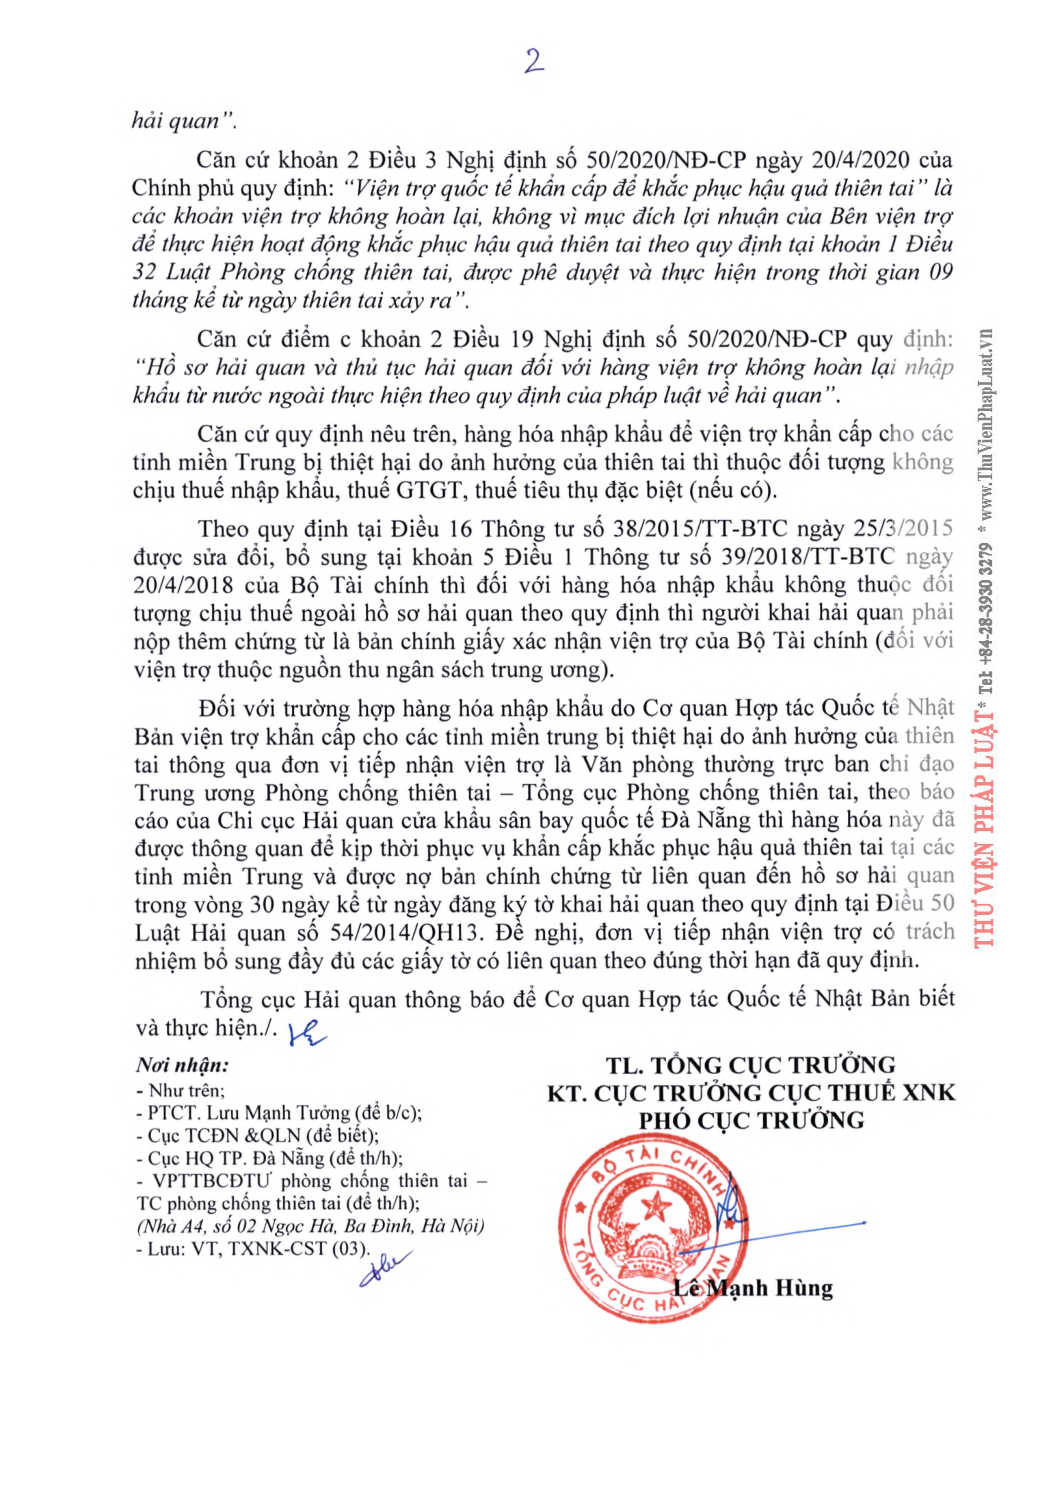 2
hải quan”.
Căn cứ khoản 2 Điều 3 Nghị định số 50/2020/NĐ-CP ngày 20/4/2020 của
Chính phủ quy định: “Viện trợ quốc tế khẩn cấp để khắc phục hậu quả thiên tai” là
các khoản viện trợ không hoàn lại, không vì mục đích lợi nhuận của Bên viện trợ
để thực hiện hoạt động khắc phục hậu quả thiên tai theo quy định tại khoản 1 Điều
32 Luật Phòng chống thiên tai, được phê duyệt và thực hiện trong thời gian 09
tháng kể từ ngày thiên tai xảy ra”.
Căn cứ điểm c khoản 2 Điều 19 Nghị định số 50/2020/NĐ-CP quy định:
“Hồ sơ hải quan và thủ tục hải quan đối với hàng viện trợ không hoàn lại nhập
khẩu từ nước ngoài thực hiện theo quy định của pháp luật về hải quan”.
Căn cứ quy định nêu trên, hàng hóa nhập khẩu để viện trợ khẩn cấp cho các
tỉnh miền Trung bị thiệt hại do ảnh hưởng của thiên tai thì thuộc đối tượng không
chịu thuế nhập khẩu, thuế GTGT, thuế tiêu thụ đặc biệt (nếu có).
Theo quy định tại Điều 16 Thông tư số 38/2015/TT-BTC ngày 25/3/2015
được sửa đổi, bổ sung tại khoản 5 Điều 1 Thông tư số 39/2018/TT-BTC ngày
20/4/2018 của Bộ Tài chính thì đối với hàng hóa nhập khẩu không thuộc đối
tượng chịu thuế ngoài hồ sơ hải quan theo quy định thì người khai hải quan phải
nộp thêm chứng từ là bản chính giấy xác nhận viện trợ của Bộ Tài chính (đối với
viện trợ thuộc nguồn thu ngân sách trung ương).
Đối với trường hợp hàng hóa nhập khẩu do Cơ quan Hợp tác Quốc tế Nhật
Bản viện trợ khẩn cấp cho các tỉnh miền trung bị thiệt hại do ảnh hưởng của thiên
tai thông qua đơn vị tiếp nhận viện trợ là Văn phòng thường trực ban chỉ đạo
Trung ương Phòng chống thiên tai – Tổng cục Phòng chống thiên tai, theo báo
cáo của Chi cục Hải quan cửa khẩu sân bay quốc tế Đà Nẵng thì hàng hóa này đã
được thông quan để kịp thời phục vụ khẩn cấp khắc phục hậu quả thiên tai tại các
tỉnh miền Trung và được nợ bản chính chứng từ liên quan đến hồ sơ hải quan
trong vòng 30 ngày kể từ ngày đăng ký tờ khai hải quan theo quy định tại Điều 50
Luật Hải quan số 54/2014/QH13. Đề nghị, đơn vị tiếp nhận viện trợ có trách
nhiệm bổ sung đầy đủ các giấy tờ có liên quan theo đúng thời hạn đã quy định.
Tổng cục Hải quan thông báo để Cơ quan Hợp tác Quốc tế Nhật Bản biết
và thực hiện./.
Nơi nhận:
- Như trên;
- PTCT. Lưu Mạnh Tưởng (để b/c);
- Cục TCĐN &QLN (để biết);
- Cục HQ TP. Đà Nẵng (để th/h);
- VPTTBCĐTƯ phòng chống thiên tai –
TC phòng chống thiên tai (để th/h);
(Nhà A4, số 02 Ngọc Hà, Ba Đình, Hà Nội)
- Lưu: VT, TXNK-CST (03).
TL. TỔNG CỤC TRƯỞNG
KT. CỤC TRƯỞNG CỤC THUẾ XNK
PHÓ CỤC TRƯỞNG
BỘ TÀI CHÍNH
TỔNG CỤC HẢI QUAN
Lê Mạnh Hùng
THƯ VIỆN PHÁP LUẬT * Tel: +84-28-3930 3279 * www.ThuVienPhapLuat.vn